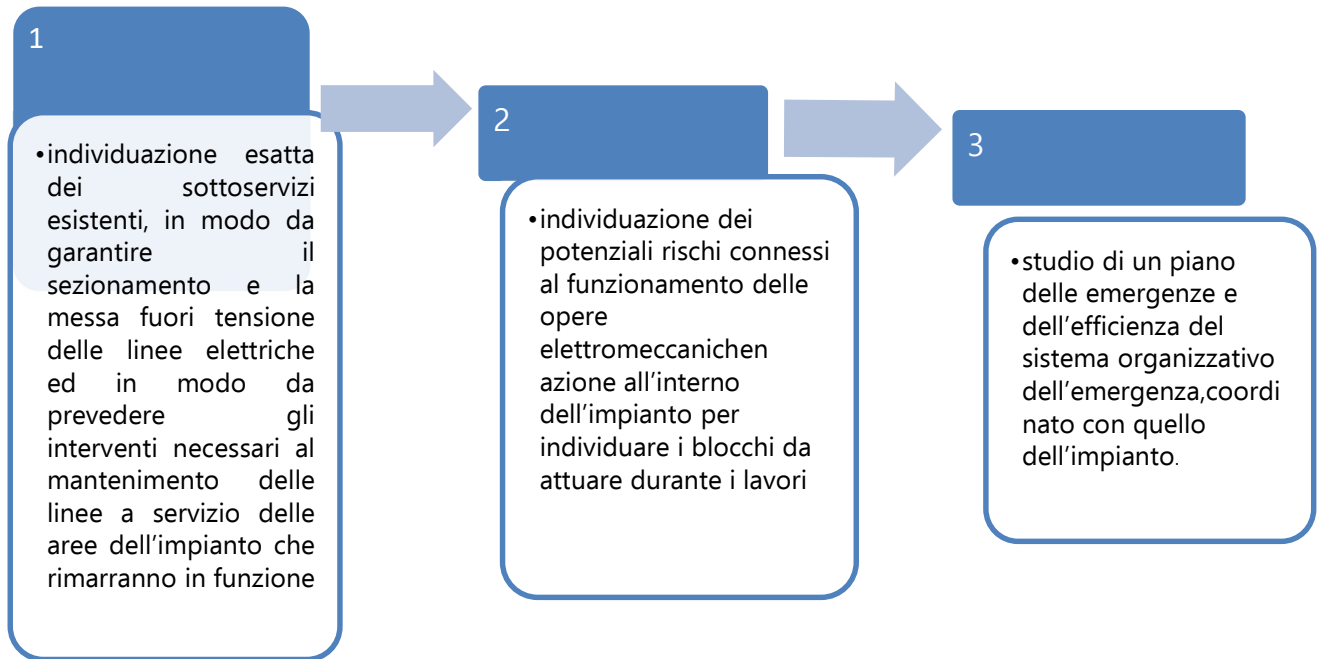 1
•individuazione esatta
dei sottoservizi
esistenti, in modo da
garantire il
sezionamento e la
messa fuori tensione
delle linee elettriche
ed in modo da
prevedere gli
interventi necessari al
mantenimento delle
linee a servizio delle
aree dell'impianto che
rimarranno in funzione
2
•individuazione dei
potenziali rischi connessi
al funzionamento delle
opere
elettromeccanichen
azione all'interno
dell'impianto per
individuare i blocchi da
attuare durante i lavori
3
•studio di un piano
delle emergenze e
dell'efficienza del
sistema organizzativo
dell'emergenza,coordi
nato con quello
dell'impianto.